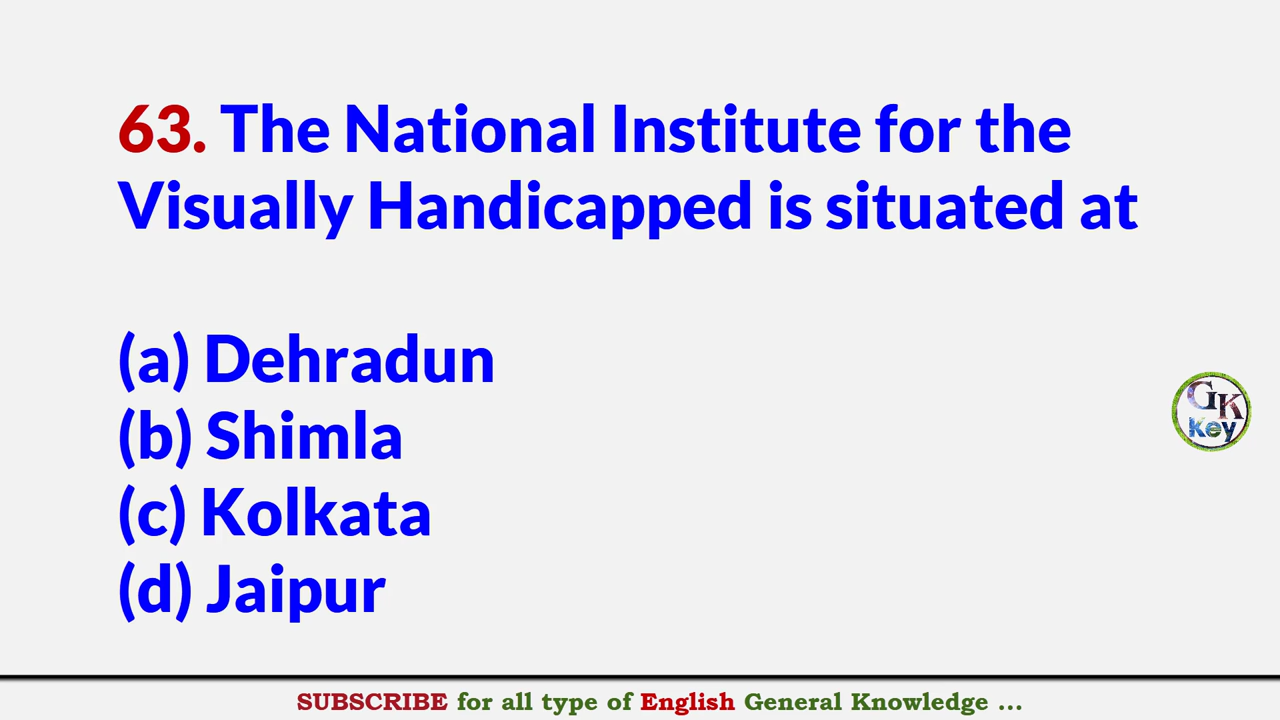 63. The National Institute for the
Visually Handicapped is situated at
(a) Dehradun
(b) Shimla
(c) Kolkata
(d) Jaipur
GK
Key
SUBSCRIBE for all type of English General Knowledge ...